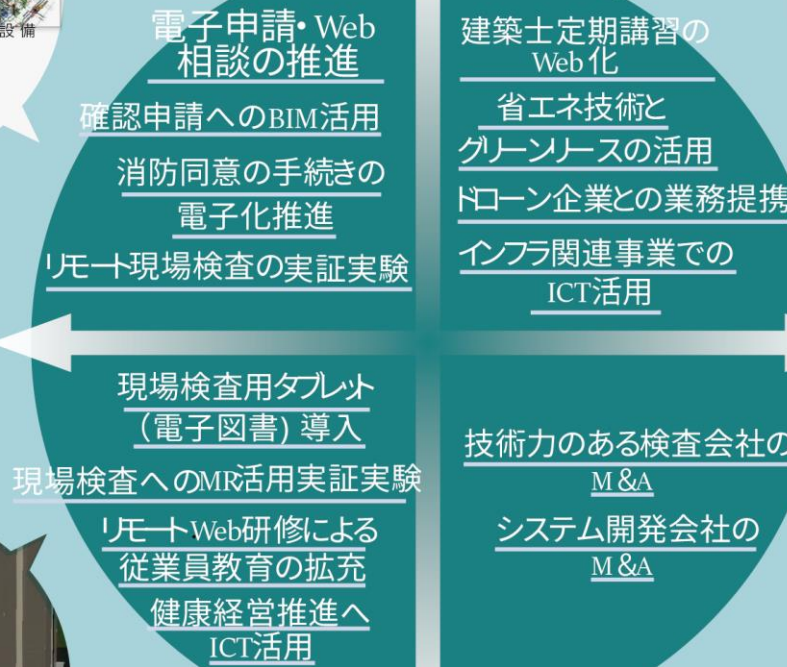 設備
電子申請・Web
相談の推進
確認申請へのBIM活用
消防同意の手続きの
電子化推進
リモート現場検査の実証実験
建築士定期講習の
Web化
省エネ技術と
グリーンリースの活用
ドローン企業との業務提携
インフラ関連事業での
ICT活用
現場検査用タブレット
（電子図書) 導入
現場検査へのMR活用実証実験
リモートWeb研修による
従業員教育の拡充
健康経営推進へ
ICT活用
技術力のある検査会社の
M&A
システム開発会社の
M&A